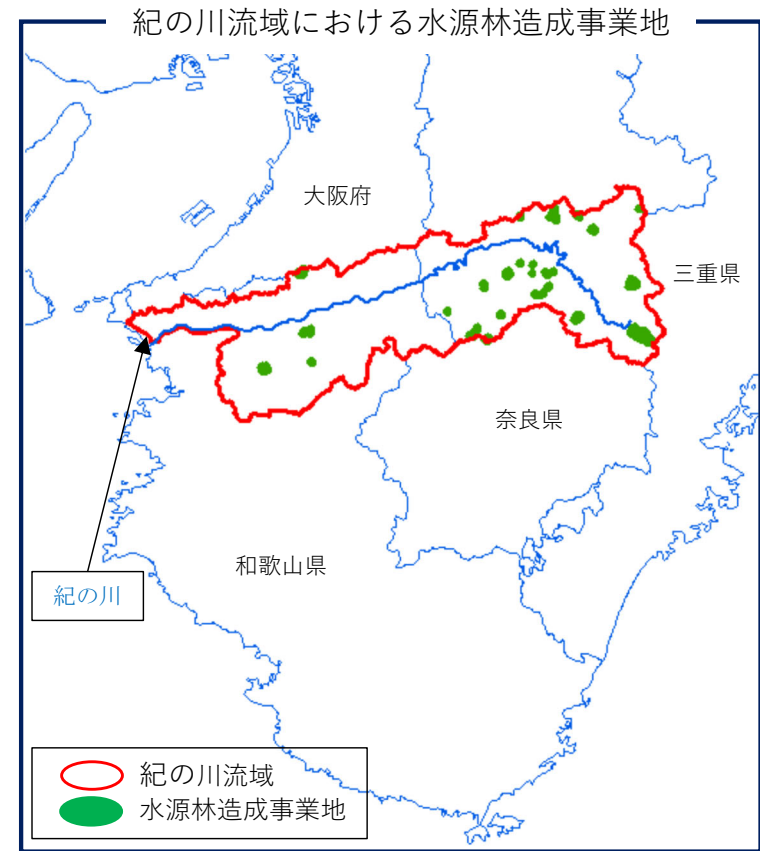 紀の川流域における水源林造成事業地
大阪府
三重県
奈良県
和歌山県
紀の川
紀の川流域
水源林造成事業地